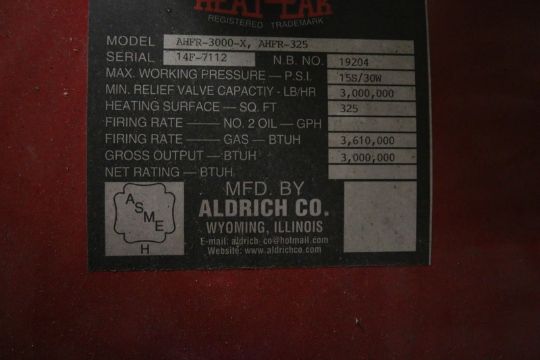 HEAT-PAK
REGISTERED TRADEMARK
MODEL AHFR-3000-X, AHFR-325
SERIAL 14F-7112 N.B. NO. 19204
MAX. WORKING PRESSURE — P.S.I. 15S/30W
MIN. RELIEF VALVE CAPACTIY - LB/HR 3,000,000
HEATING SURFACE — SQ. FT 325
FIRING RATE —— NO. 2 OIL — GPH
FIRING RATE —— GAS — BTUH 3,610,000
GROSS OUTPUT — BTUH 3,000,000
NET RATING — BTUH
ASME
H
MFD. BY
ALDRICH CO.
WYOMING, ILLINOIS
E-mail: aldrich_co@hotmail.com
Website: www.aldrichco.com